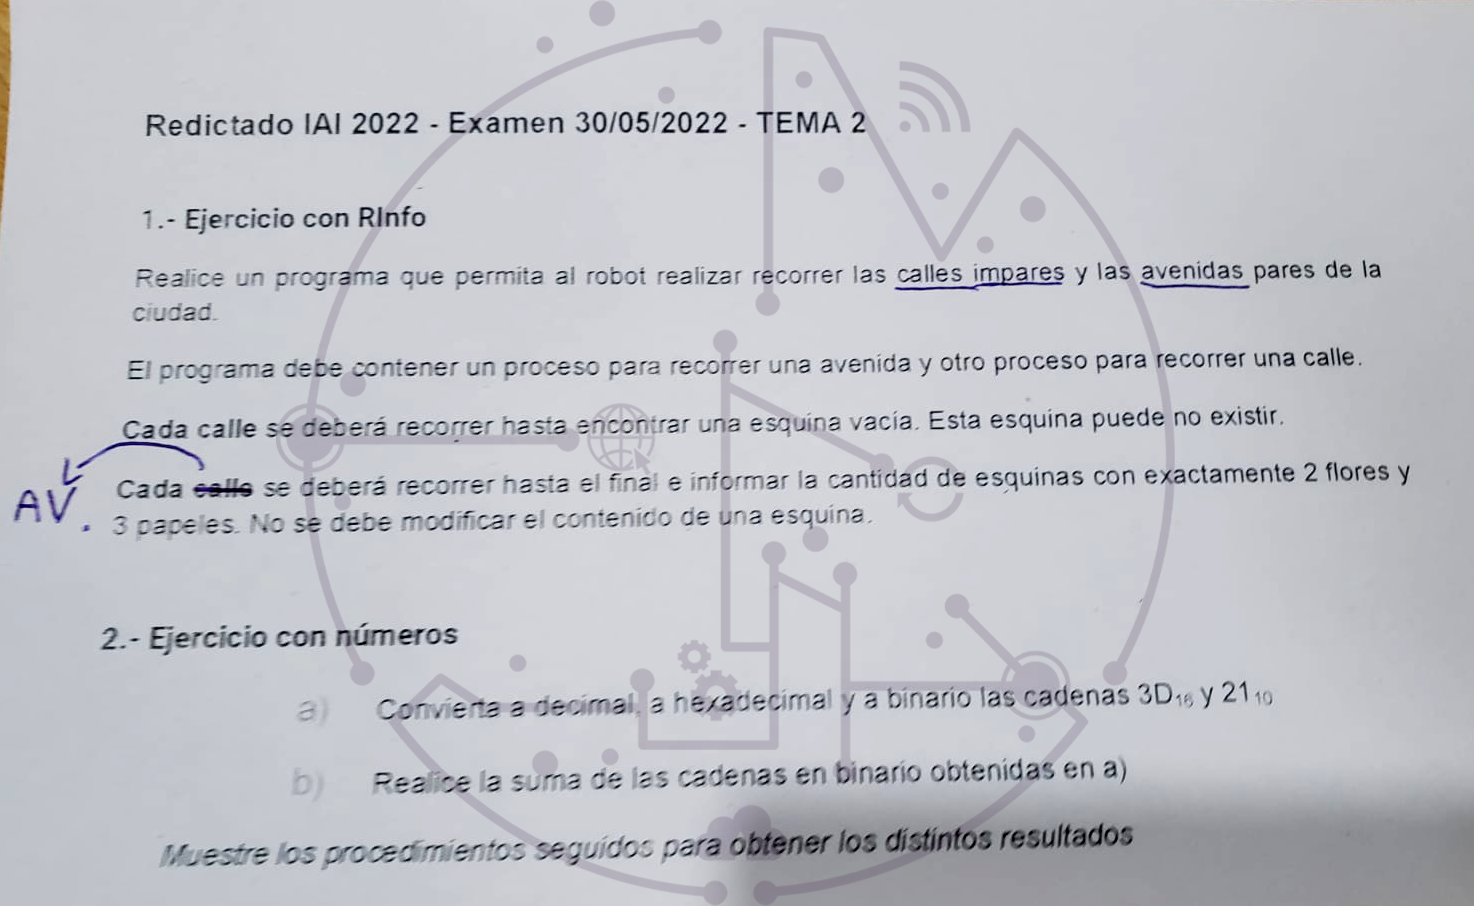 Redictado IAI 2022 - Examen 30/05/2022 - TEMA 2
1.- Ejercicio con RInfo
Realice un programa que permita al robot realizar recorrer las calles impares y las avenidas pares de la
ciudad.
El programa debe contener un proceso para recorrer una avenida y otro proceso para recorrer una calle.
Cada calle se deberá recorrer hasta encontrar una esquina vacía. Esta esquina puede no existir.
Cada calle se deberá recorrer hasta el final e informar la cantidad de esquinas con exactamente 2 flores y
AV. 3 papeles. No se debe modificar el contenido de una esquina.
2.- Ejercicio con números
a) Convierta a decimal, a hexadecimal y a binario las cadenas 3D₁₆ y 21₁₀
b) Realice la suma de las cadenas en binario obtenidas en a)
Muestre los procedimientos seguidos para obtener los distintos resultados